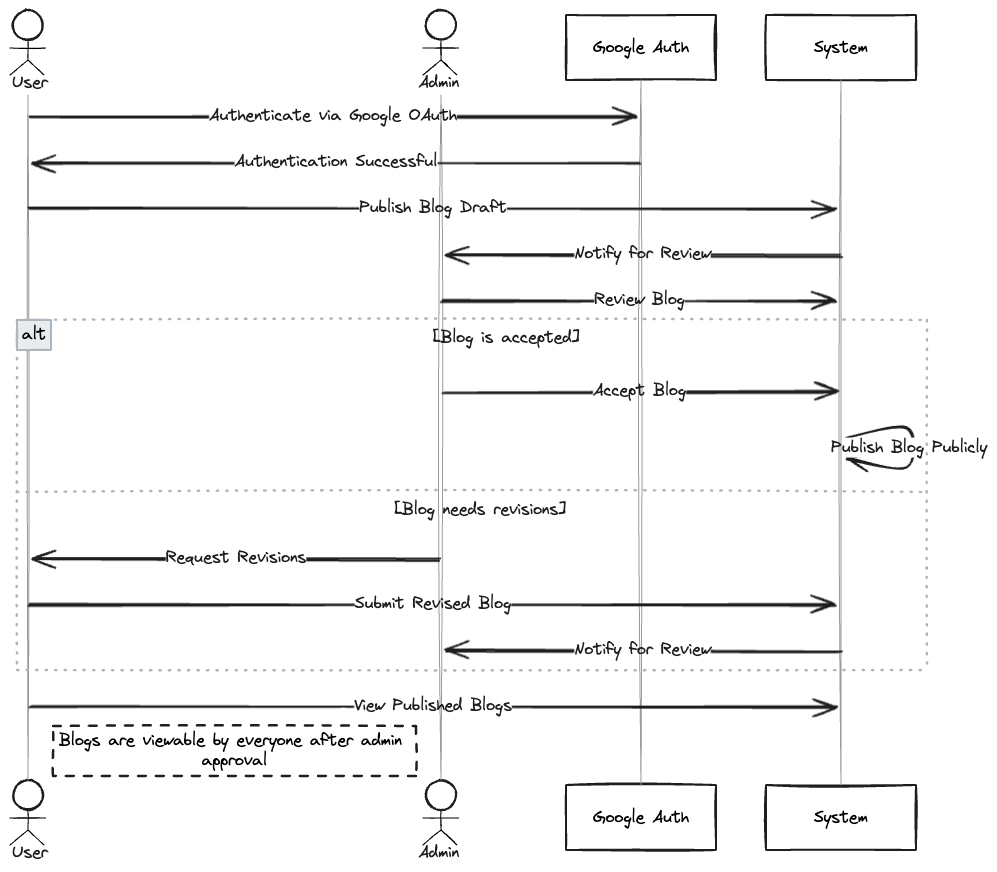 User
Admin
Google Auth
System
Authenticate via Google OAuth
Authentication Successful
Publish Blog Draft
Notify for Review
Review Blog
alt
[Blog is accepted]
Accept Blog
Publish Blog Publicly
[Blog needs revisions]
Request Revisions
Submit Revised Blog
Notify for Review
View Published Blogs
Blogs are viewable by everyone after admin
approval
User
Admin
Google Auth
System